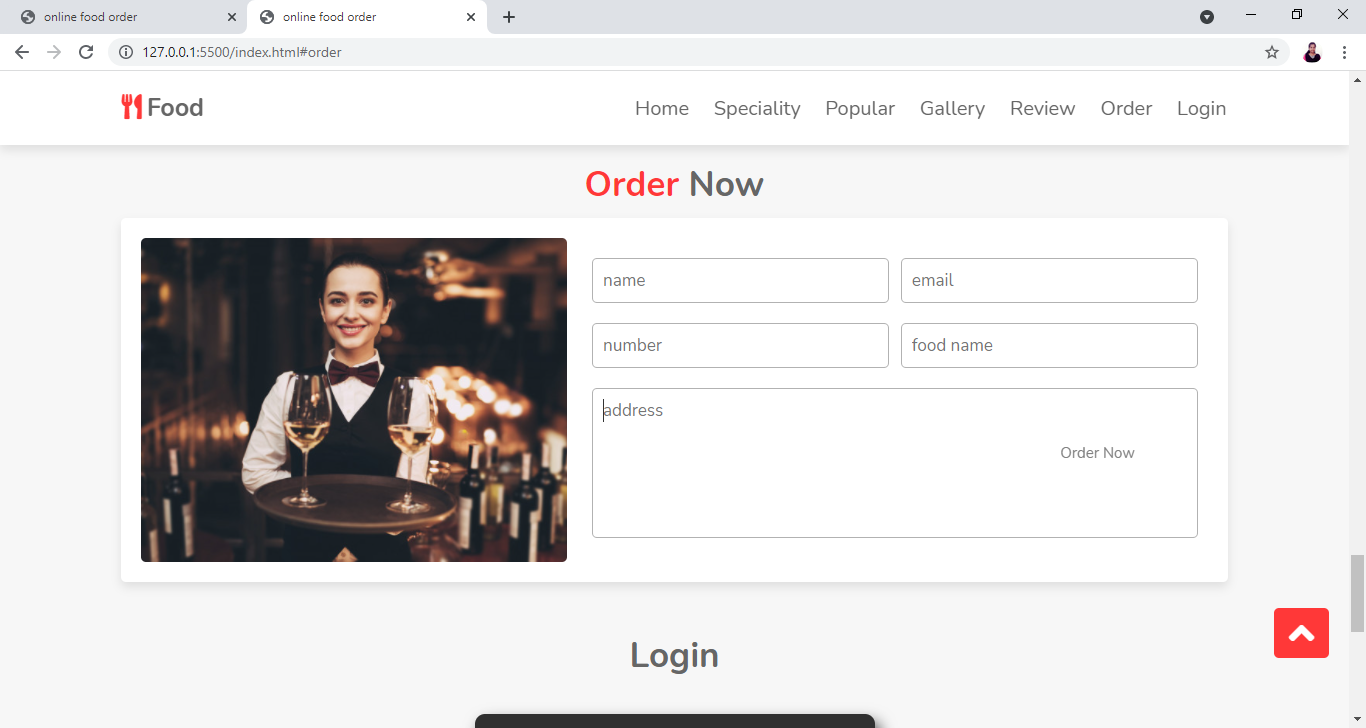 online food order
online food order
127.0.0.1:5500/index.html#order
Food
Home Speciality Popular Gallery Review Order Login
Order Now
name email
number food name
address
Order Now
Login